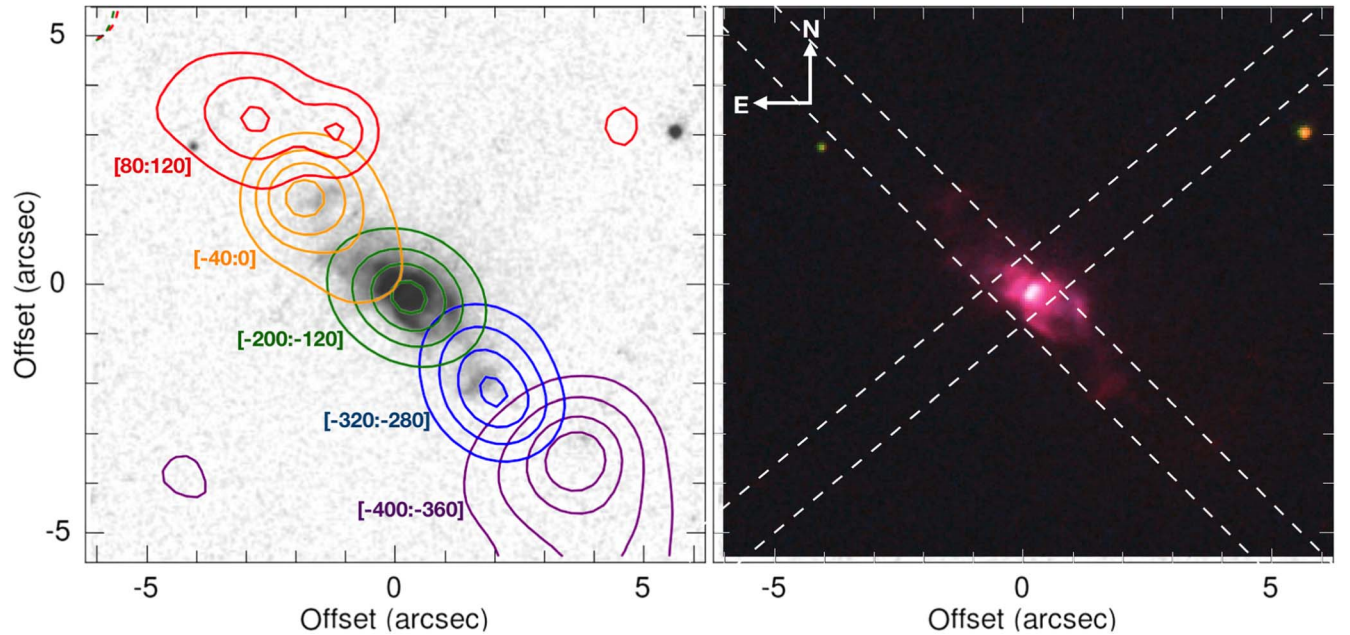 5
0
-5
Offset (arcsec)
[80:120]
[-40:0]
[-200:-120]
[-320:-280]
[-400:-360]
-5 0 5
Offset (arcsec)
N
E
-5 0 5
Offset (arcsec)